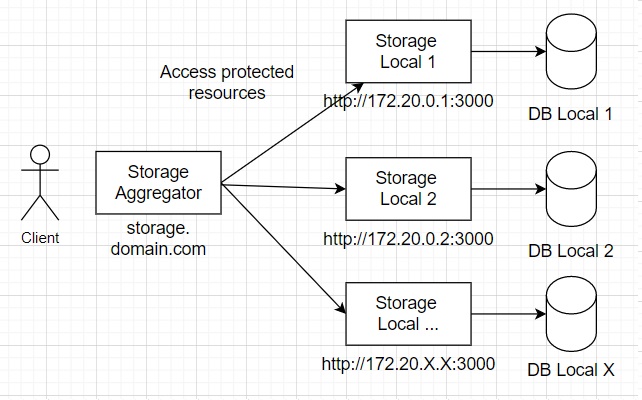 Storage
Local 1
Access protected
resources
http://172.20.0.1:3000
DB Local 1
Storage
Aggregator
Storage
Local 2
storage.
domain.com
Client
http://172.20.0.2:3000
DB Local 2
Storage
Local ...
http://172.20.X.X:3000
DB Local X